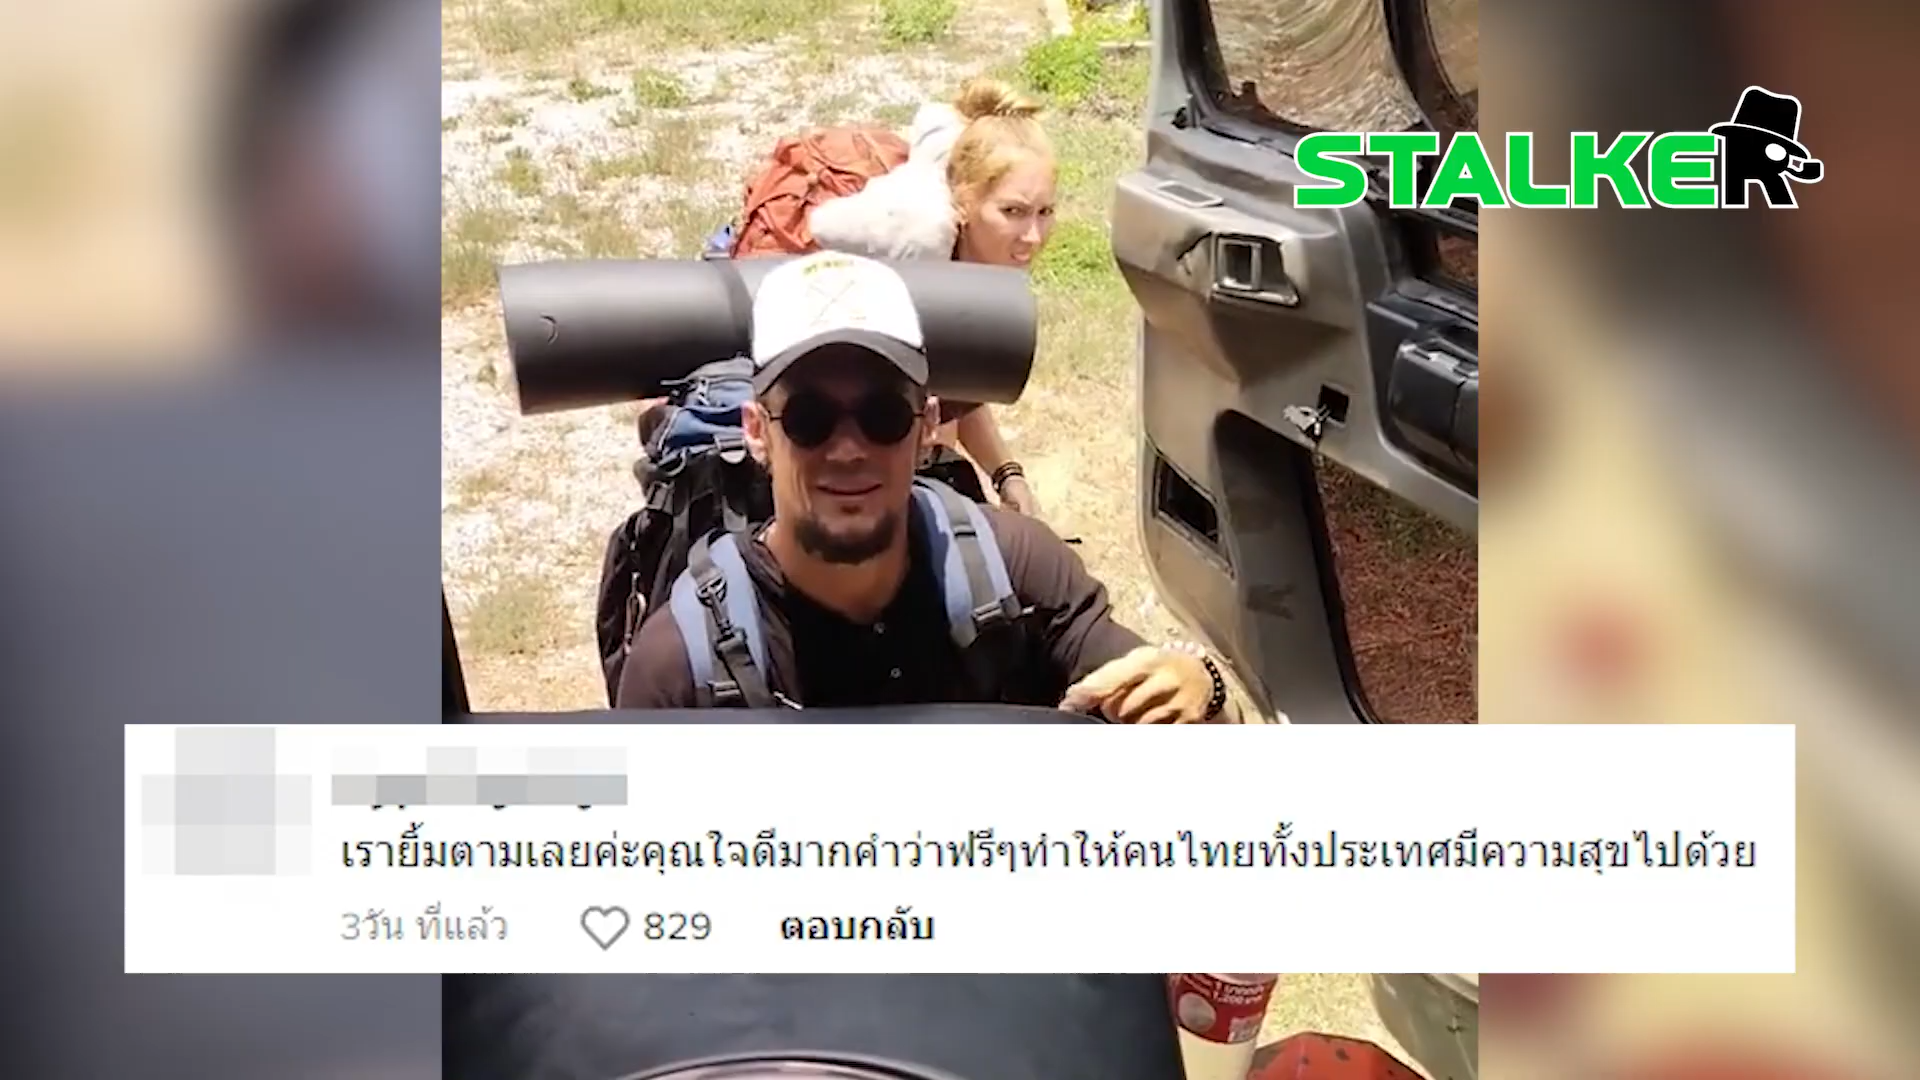 STALKER
เรายิ้มตามเลยค่ะคุณใจดีมากคำว่าฟรีๆทำให้คนไทยทั้งประเทศมีความสุขไปด้วย
3วัน ที่แล้ว 829 ตอบกลับ